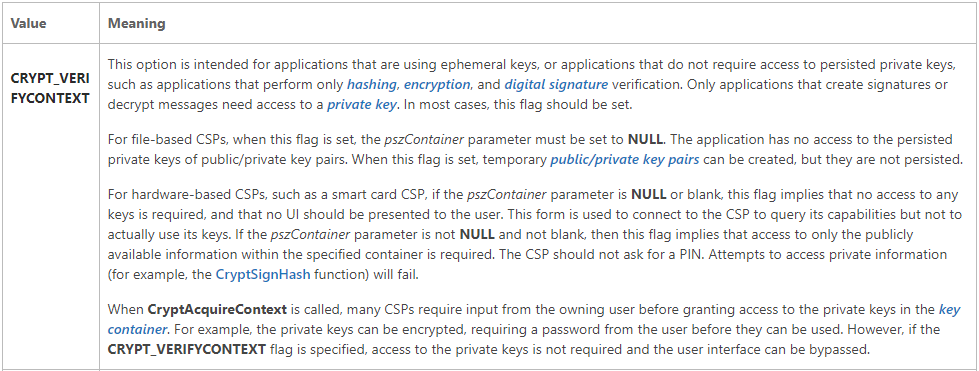 Value
Meaning
CRYPT_VERI
FYCONTEXT
This option is intended for applications that are using ephemeral keys, or applications that do not require access to persisted private keys,
such as applications that perform only hashing, encryption, and digital signature verification. Only applications that create signatures or
decrypt messages need access to a private key. In most cases, this flag should be set.
For file-based CSPs, when this flag is set, the pszContainer parameter must be set to NULL. The application has no access to the persisted
private keys of public/private key pairs. When this flag is set, temporary public/private key pairs can be created, but they are not persisted.
For hardware-based CSPs, such as a smart card CSP, if the pszContainer parameter is NULL or blank, this flag implies that no access to any
keys is required, and that no UI should be presented to the user. This form is used to connect to the CSP to query its capabilities but not to
actually use its keys. If the pszContainer parameter is not NULL and not blank, then this flag implies that access to only the publicly
available information within the specified container is required. The CSP should not ask for a PIN. Attempts to access private information
(for example, the CryptSignHash function) will fail.
When CryptAcquireContext is called, many CSPs require input from the owning user before granting access to the private keys in the key
container. For example, the private keys can be encrypted, requiring a password from the user before they can be used. However, if the
CRYPT_VERIFYCONTEXT flag is specified, access to the private keys is not required and the user interface can be bypassed.